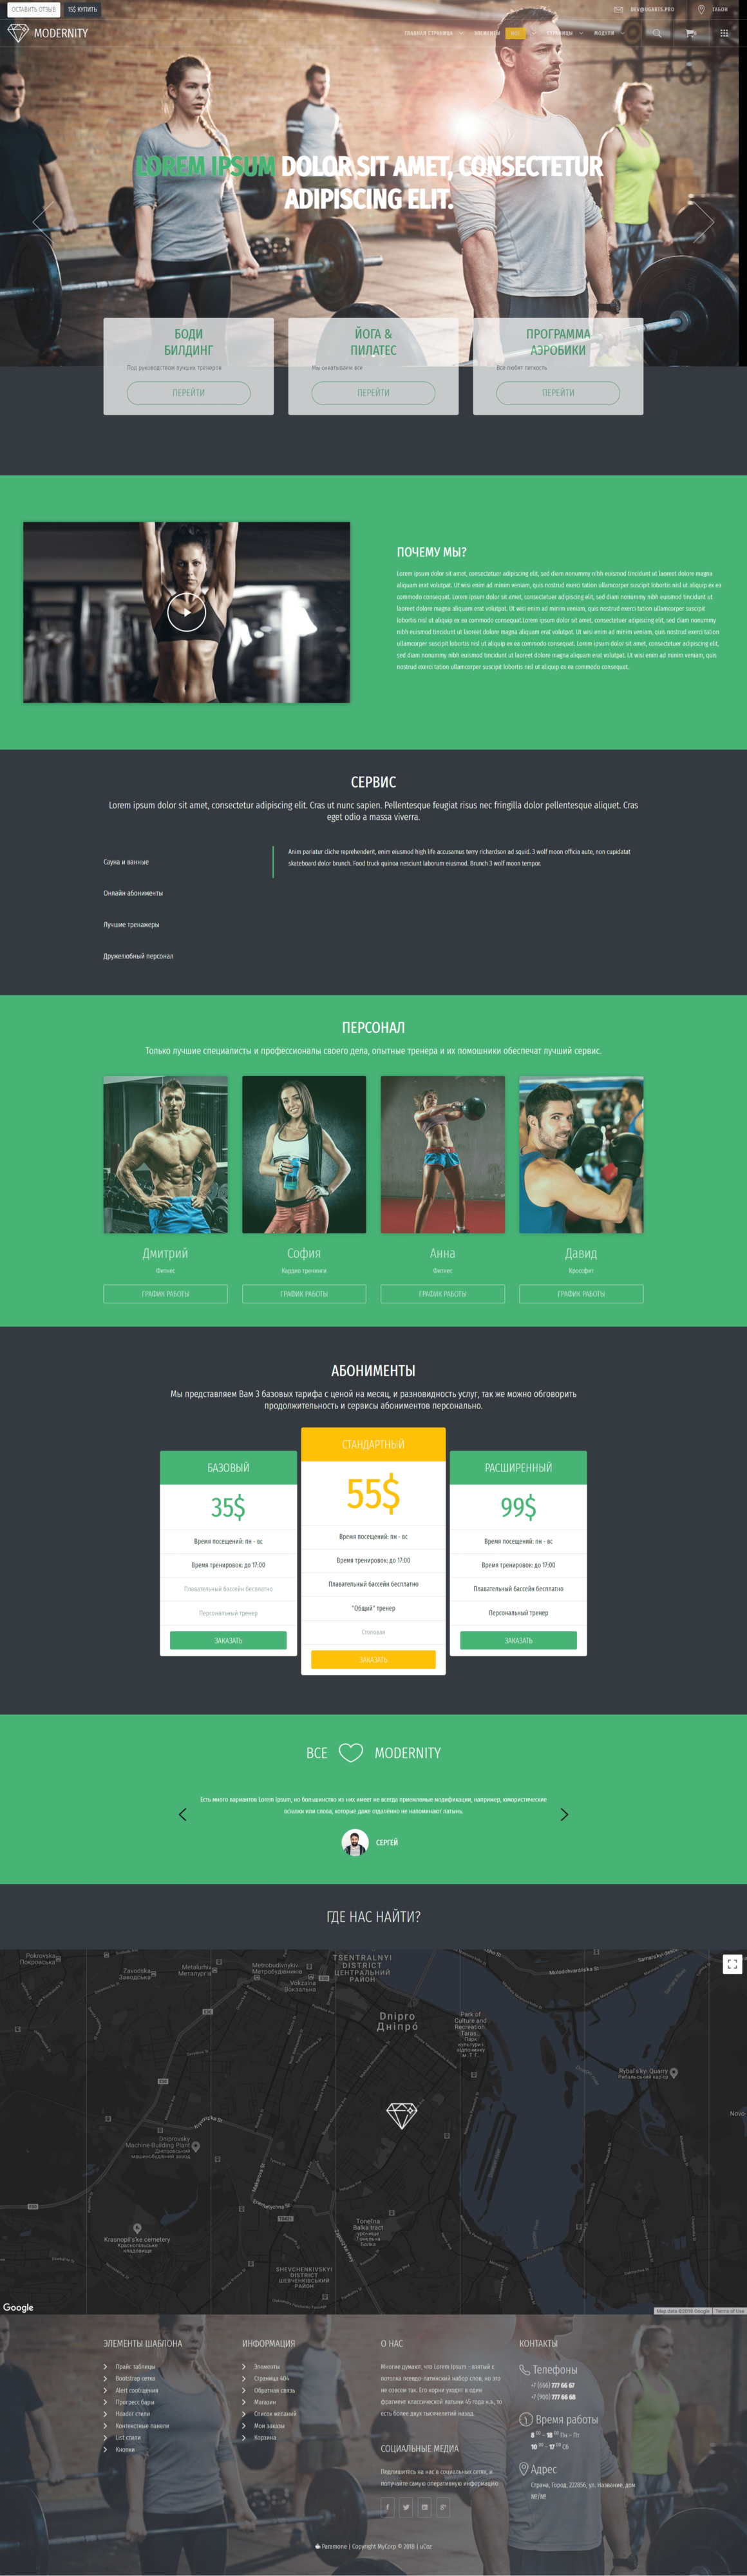 ОСТАВИТЬ ОТЗЫВ
15$ КУПИТЬ
DEV@OGARTS.PRO
ГАБОН
MODERNITY
ГЛАВНАЯ СТРАНИЦА
ЭЛЕМЕНТЫ
СТРАНИЦЫ
МОДУЛИ
LOREM IPSUM DOLOR SIT AMET, CONSECTETUR
ADIPISCING ELIT.
БОДИ
БИЛДИНГ
Под руководством лучших тренеров
ПЕРЕЙТИ
ЙОГА &
ПИЛАТЕС
Мы охватываем все
ПЕРЕЙТИ
ПРОГРАММА
АЭРОБИКИ
Все любят легкость
ПЕРЕЙТИ
ПОЧЕМУ МЫ?
Lorem ipsum dolor sit amet, consectetuer adipiscing elit, sed diam nonummy nibh euismod tincidunt ut laoreet dolore magna
aliquam erat volutpat. Ut wisi enim ad minim veniam, quis nostrud exerci tation ullamcorper suscipit lobortis nisl ut aliquip ex ea
commodo consequat. Lorem ipsum dolor sit amet, consectetuer adipiscing elit, sed diam nonummy nibh euismod tincidunt ut
laoreet dolore magna aliquam erat volutpat. Ut wisi enim ad minim veniam, quis nostrud exerci tation ullamcorper suscipit
lobortis nisl ut aliquip ex ea commodo consequat.Lorem ipsum dolor sit amet, consectetuer adipiscing elit, sed diam nonummy
nibh euismod tincidunt ut laoreet dolore magna aliquam erat volutpat. Ut wisi enim ad minim veniam, quis nostrud exerci tation
ullamcorper suscipit lobortis nisl ut aliquip ex ea commodo consequat. Lorem ipsum dolor sit amet, consectetuer adipiscing elit,
sed diam nonummy nibh euismod tincidunt ut laoreet dolore magna aliquam erat volutpat. Ut wisi enim ad minim veniam, quis
nostrud exerci tation ullamcorper suscipit lobortis nisl ut aliquip ex ea commodo consequat.
СЕРВИС
Lorem ipsum dolor sit amet, consectetur adipiscing elit. Cras ut nunc sapien. Pellentesque feugiat risus nec fringilla dolor pellentesque aliquet. Cras
eget odio a massa viverra.
Сауна и ванные
Онлайн абонименты
Лучшие тренажеры
Дружелюбный персонал
Anim pariatur cliche reprehenderit, enim eiusmod high life accusamus terry richardson ad squid. 3 wolf moon officia aute, non cupidatat
skateboard dolor brunch. Food truck quinoa nesciunt laborum eiusmod. Brunch 3 wolf moon tempor.
ПЕРСОНАЛ
Только лучшие специалисты и профессионалы своего дела, опытные тренера и их помошники обеспечат лучший сервис.
Дмитрий
Фитнес
ГРАФИК РАБОТЫ
София
Кардио тренинги
ГРАФИК РАБОТЫ
Анна
Фитнес
ГРАФИК РАБОТЫ
Давид
Кроссфит
ГРАФИК РАБОТЫ
АБОНИМЕНТЫ
Мы представляем Вам 3 базовых тарифа с ценой на месяц, и разновидность услуг, так же можно обговорить
продолжительность и сервисы абониментов персонально.
БАЗОВЫЙ
35$
Время посещений: пн - вс
Время тренировок: до 17:00
Плавательный бассейн бесплатно
Персональный тренер
ЗАКАЗАТЬ
СТАНДАРТНЫЙ
55$
Время посещений: пн - вс
Время тренировок: до 17:00
Плавательный бассейн бесплатно
"Общий" тренер
Столовая
ЗАКАЗАТЬ
РАСШИРЕННЫЙ
99$
Время посещений: пн - вс
Время тренировок: до 17:00
Плавательный бассейн бесплатно
Персональный тренер
ЗАКАЗАТЬ
ВСЕ MODERNITY
Есть много вариантов Lorem Ipsum, но большинство из них имеет не всегда приемлемые модификации, например, юмористические
вставки или слова, которые даже отдалённо не напоминают латынь.
СЕРГЕЙ
ГДЕ НАС НАЙТИ?
Pokrovska
Покровська
Zavodska
Заводська
Metalurhiv
Металургів
Metrobudivnykiv
Метробудівників
Vokzalna
Вокзальна
TSENTRALNYI
DISTRICT
ЦЕНТРАЛЬНИЙ
РАЙОН
Dnipro
Дніпро
Park of
Culture and
Recreation
Taras
Парк
культури і
відпочинку
ім. Т. Г.
Rybal's'kyi Quarry
Рибальський кар'єр
Novo-
Dniprovsky
Machine-Building Plant
Дніпровський
машинобудівний завод
Krasnopil's'ke cemetery
Краснопільське
кладовище
Tonel'na
Balka tract
урочище
Тонельна
Балка
SHEVCHENKIVSKYI
DISTRICT
ШЕВЧЕНКІВСЬКИЙ
РАЙОН
Google
Map data ©2018 Google
Terms of Use
ЭЛЕМЕНТЫ ШАБЛОНА
Прайс таблицы
Bootstrap сетка
Alert сообщения
Прогресс бары
Header стили
Контекстные панели
List стили
Кнопки
ИНФОРМАЦИЯ
Элементы
Страница 404
Обратная связь
Магазин
Список желаний
Мои заказы
Корзина
О НАС
Многие думают, что Lorem Ipsum - взятый с
потолка псевдо-латинский набор слов, но это
не совсем так. Его корни уходят в один
фрагмент классической латыни 45 года н.э., то
есть более двух тысячелетий назад.
СОЦИАЛЬНЫЕ МЕДИА
Подпишитесь на нас в социальных сетях, и
получайте самую оперативную информацию
КОНТАКТЫ
Телефоны
+7 (666) 777 66 67
+7 (905) 777 66 68
Время работы
8 00 - 18 00 Пн - Пт
10 00 - 17 00 Сб
Адрес
Страна, Город, 222856, ул. Название, дом
№/№
Paramone | Copyright MyCorp © 2018 | uCoz